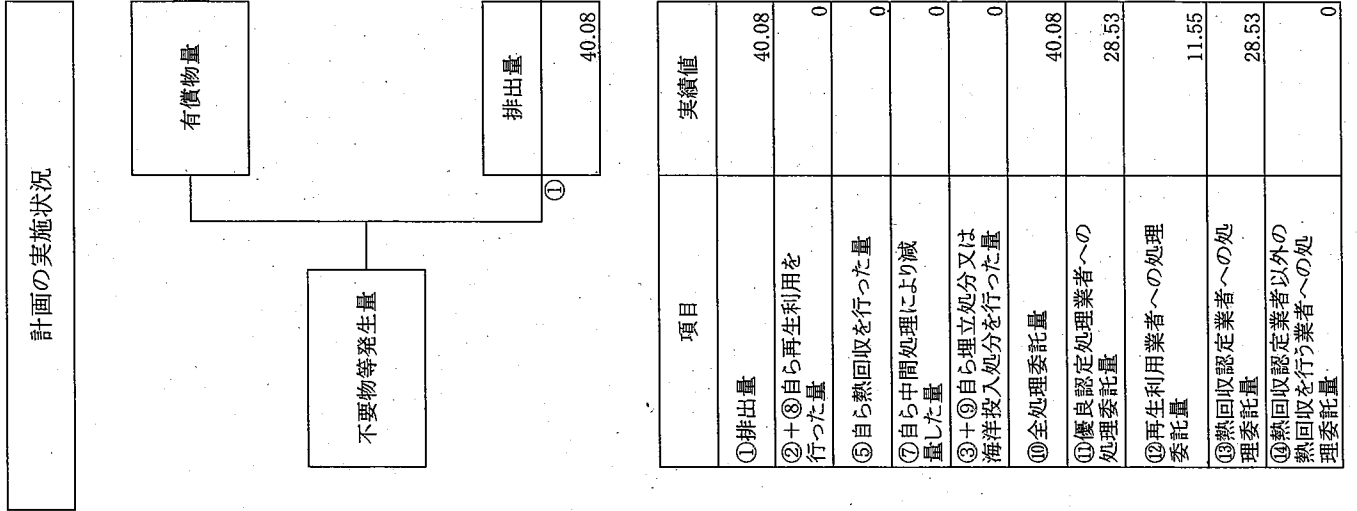 計画の実施状況
有償物量
不要物等発生量
排出量
①
40.08
項目
実績値
①排出量
40.08
②+⑧自ら再生利用を
行った量
0
⑤自ら熱回収を行った量
0
⑦自ら中間処理により減
量した量
0
③+⑨自ら埋立処分又は
海洋投入処分を行った量
0
⑩全処理委託量
40.08
⑪優良認定処理業者への
処理委託量
28.53
⑫再生利用業者への処理
委託量
11.55
⑬熱回収認定業者への処
理委託量
28.53
⑭熱回収認定業者以外の
熱回収を行う業者への処
理委託量
0